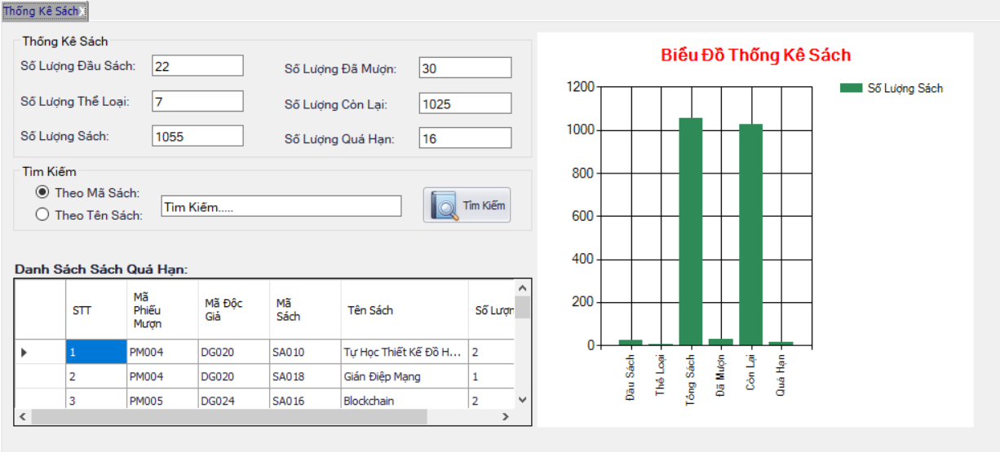 Thống Kê Sách
Thống Kê Sách
Số Lượng Đầu Sách: 22
Số Lượng Đã Mượn: 30
Số Lượng Thể Loại: 7
Số Lượng Còn Lại: 1025
Số Lượng Sách: 1055
Số Lượng Quá Hạn: 16
Tìm Kiếm
Theo Mã Sách:
Theo Tên Sách:
Tìm Kiếm.....
Tìm Kiếm
Danh Sách Sách Quá Hạn:
STT Mã Phiếu Mượn Mã Độc Giả Mã Sách Tên Sách Số Lượn
1 PM004 DG020 SA010 Tự Học Thiết Kế Đồ H... 2
2 PM004 DG020 SA018 Gián Điệp Mạng 1
3 PM005 DG024 SA016 Blockchain 2
Biểu Đồ Thống Kê Sách
Số Lượng Sách
1200
1000
800
600
400
200
0
Đầu Sách
Thể Loại
Tổng Sách
Đã Mượn
Còn Lại
Quá Hạn